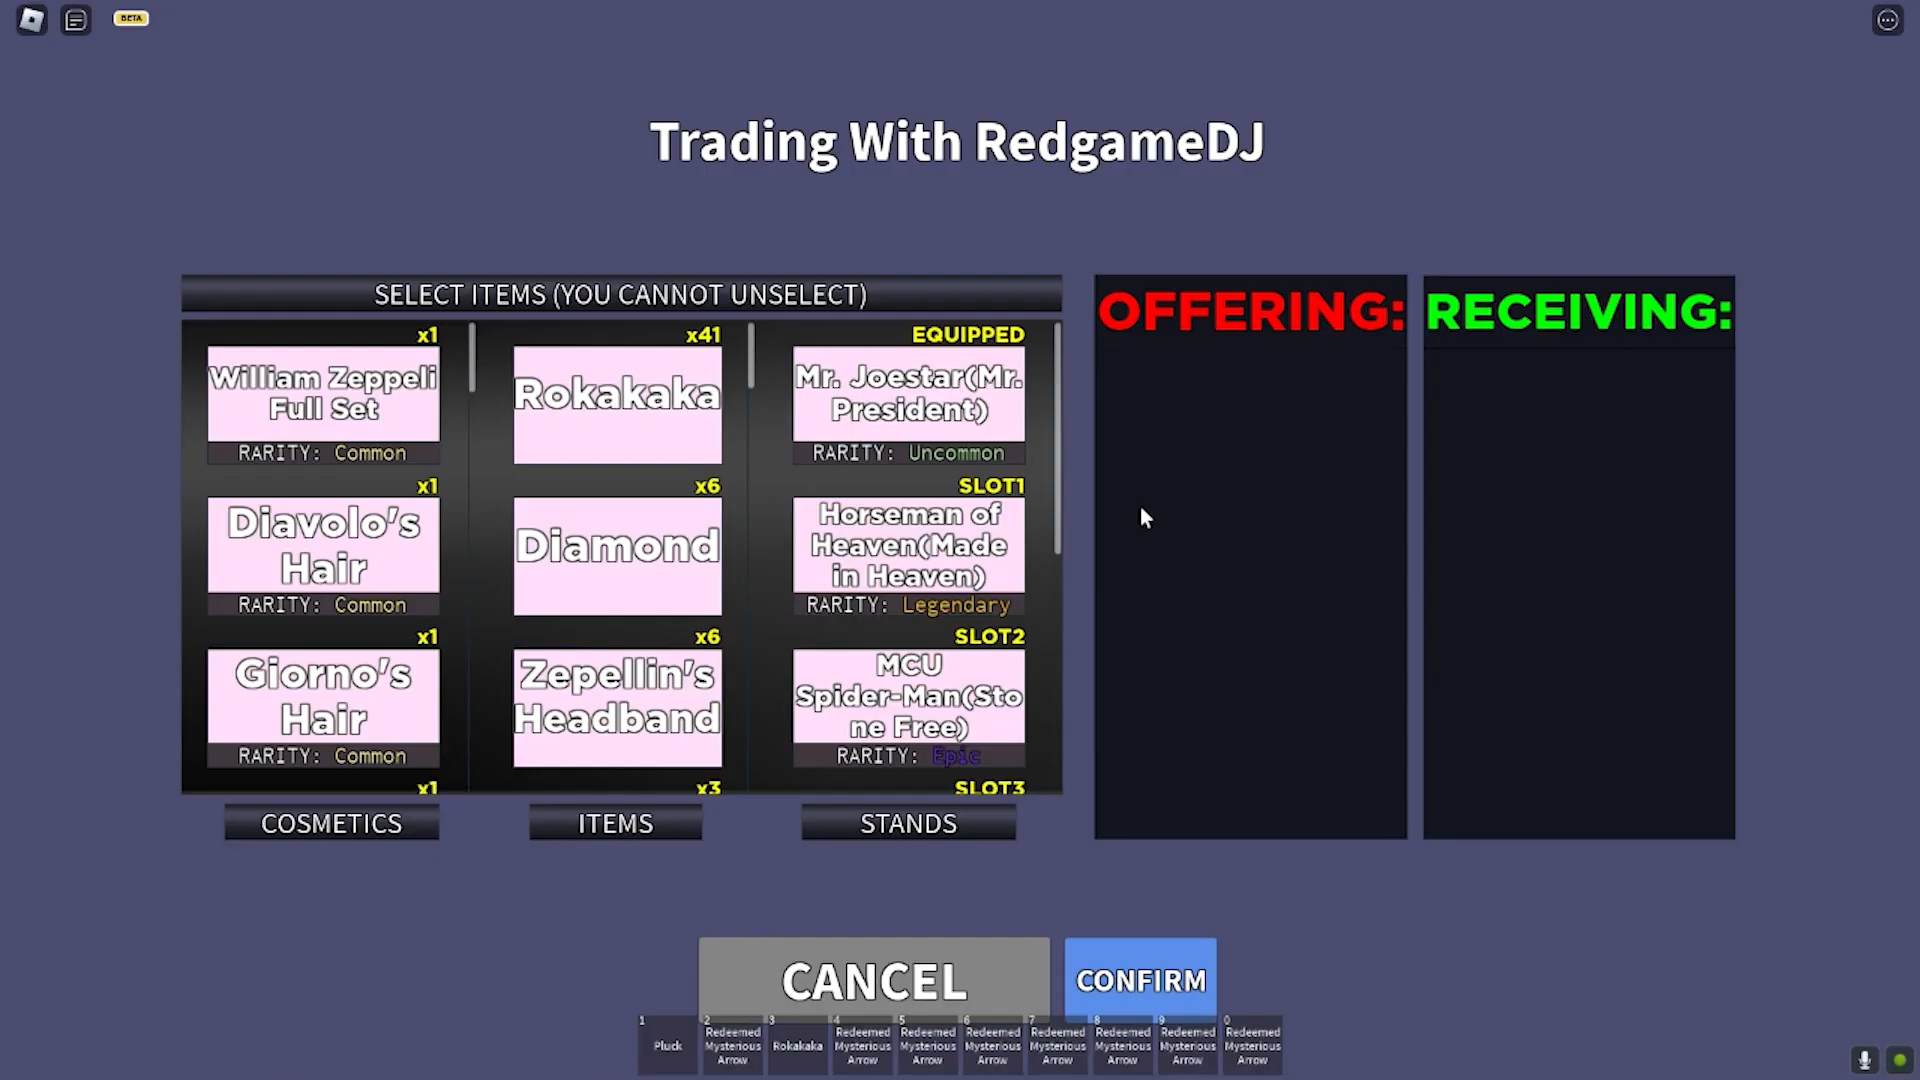 BETA
Trading With RedgameDJ
SELECT ITEMS (YOU CANNOT UNSELECT)
x1
William Zeppeli
Full Set
RARITY: Common
x1
Diavolo's
Hair
RARITY: Common
x1
Giorno's
Hair
RARITY: Common
x1
COSMETICS
x41
Rokakaka
x6
Diamond
x6
Zepellin's
Headband
x3
ITEMS
EQUIPPED
Mr. Joestar(Mr.
President)
RARITY: Uncommon
SLOT1
Horseman of
Heaven(Made
in Heaven)
RARITY: Legendary
SLOT2
MCU
Spider-Man(Sto
ne Free)
RARITY: Epic
SLOT3
STANDS
OFFERING:
RECEIVING:
CANCEL
CONFIRM
1
Pluck
2
Redeemed
Mysterious
Arrow
3
Rokakaka
4
Redeemed
Mysterious
Arrow
5
Redeemed
Mysterious
Arrow
6
Redeemed
Mysterious
Arrow
7
Redeemed
Mysterious
Arrow
8
Redeemed
Mysterious
Arrow
9
Redeemed
Mysterious
Arrow
0
Redeemed
Mysterious
Arrow